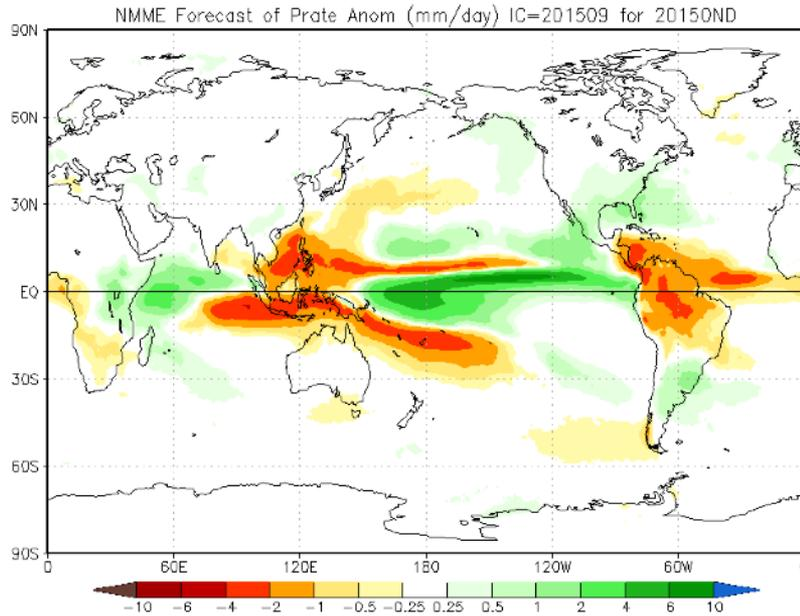 NMME Forecast of Prate Anom (mm/day) IC=201509 for 2015OND
90N
60N
30N
EQ
30S
60S
90S
0 60E 120E 180 120W 60W
-10 -6 -4 -2 -1 -0.5 -0.25 0.25 0.5 1 2 4 6 10